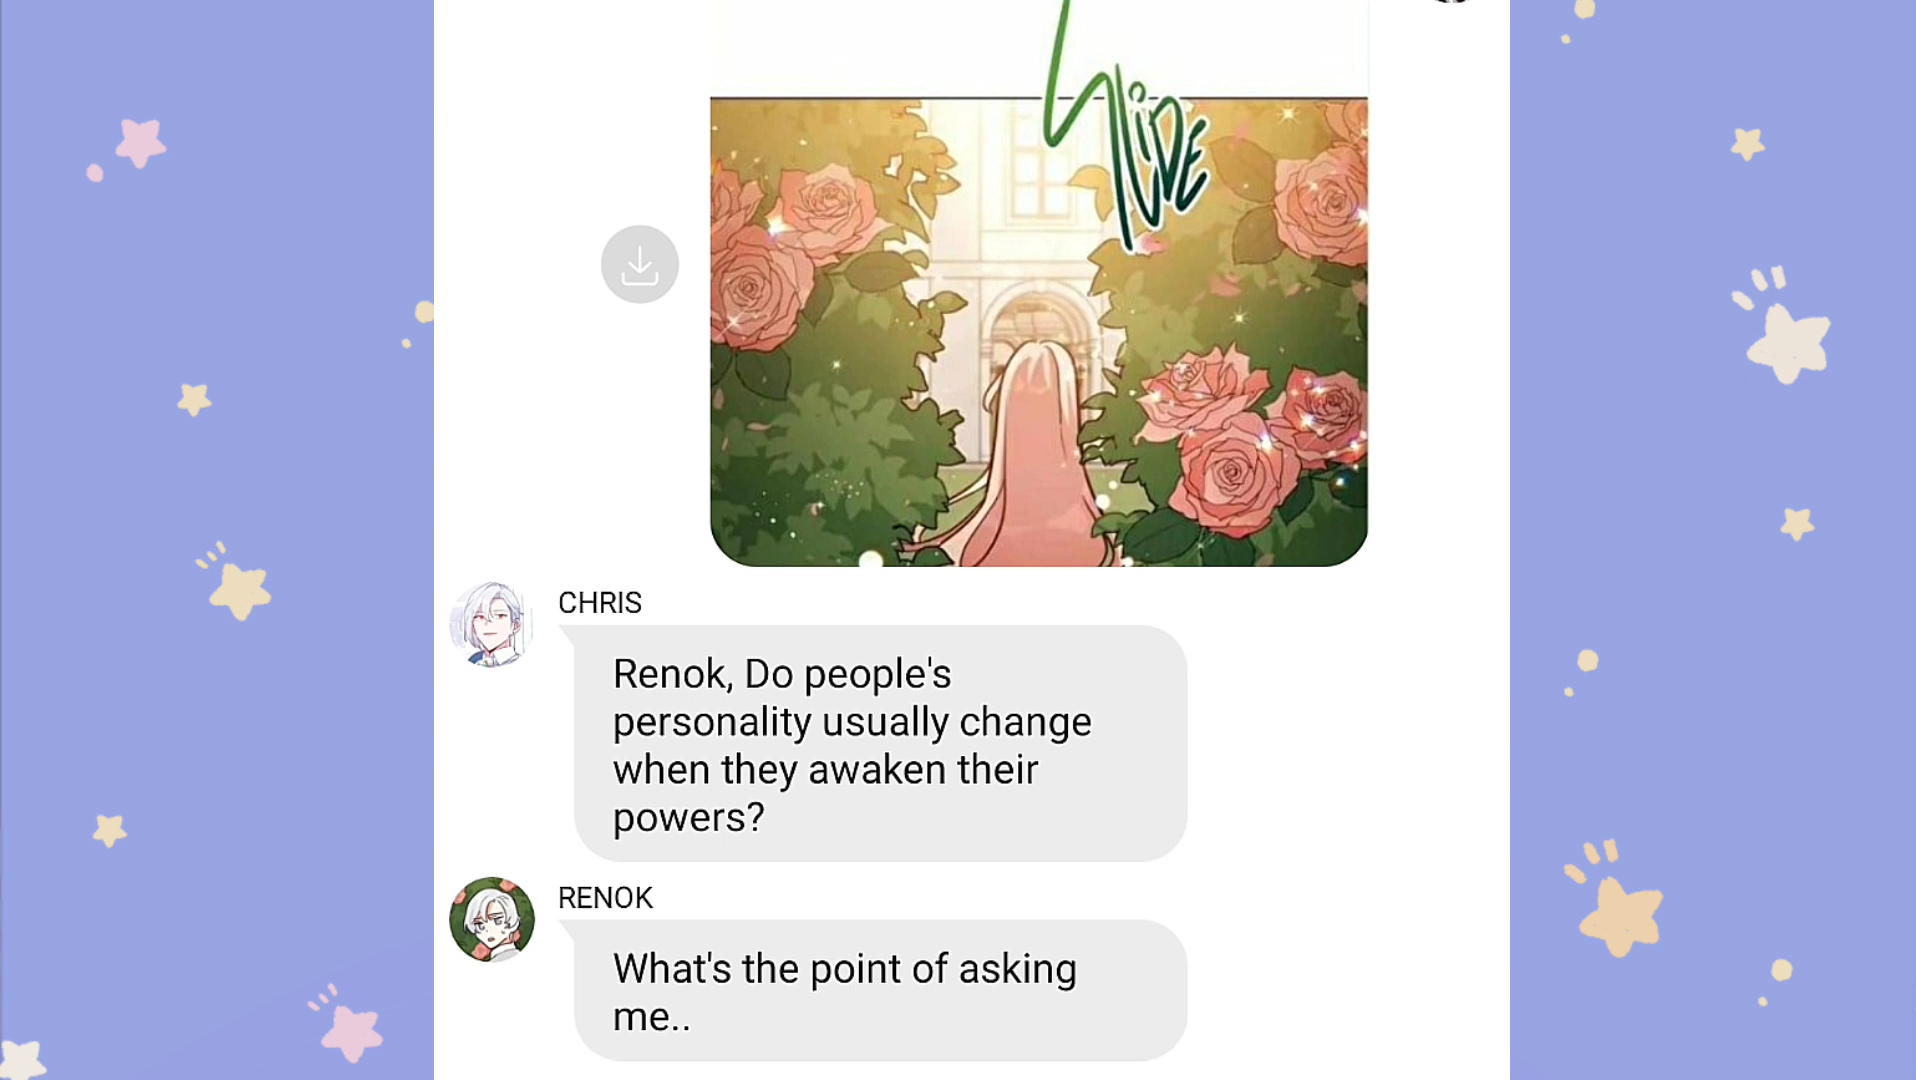 SLIDE
CHRIS
Renok, Do people's
personality usually change
when they awaken their
powers?
RENOK
What's the point of asking
me..